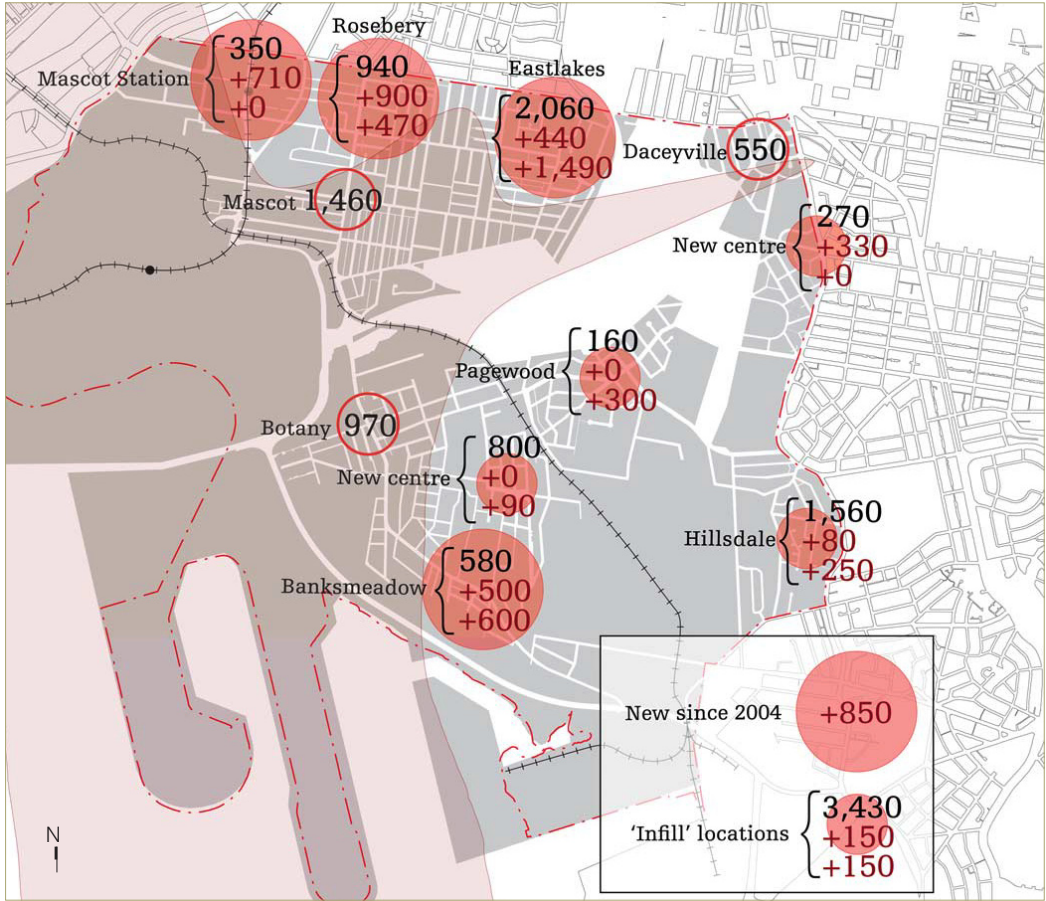 Rosebery
Mascot Station
350
+710
+0
940
+900
+470
Eastlakes
2,060
+440
+1,490
Daceyville 550
Mascot 1,460
New centre
270
+330
+0
Pagewood
160
+0
+300
Botany 970
New centre
800
+0
+90
Hillsdale
1,560
+80
+250
Banksmeadow
580
+500
+600
New since 2004
+850
'Infill' locations
3,430
+150
+150
N